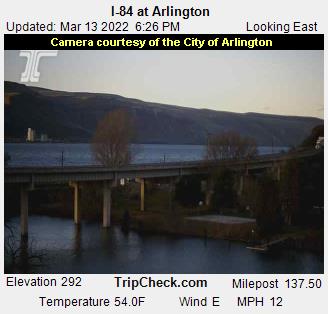 I-84 at Arlington
Updated: Mar 13 2022 6:26 PM Looking East
Camera courtesy of the City of Arlington
Elevation 292 TripCheck.com Milepost 137.50
Temperature 54.0F Wind E MPH 12